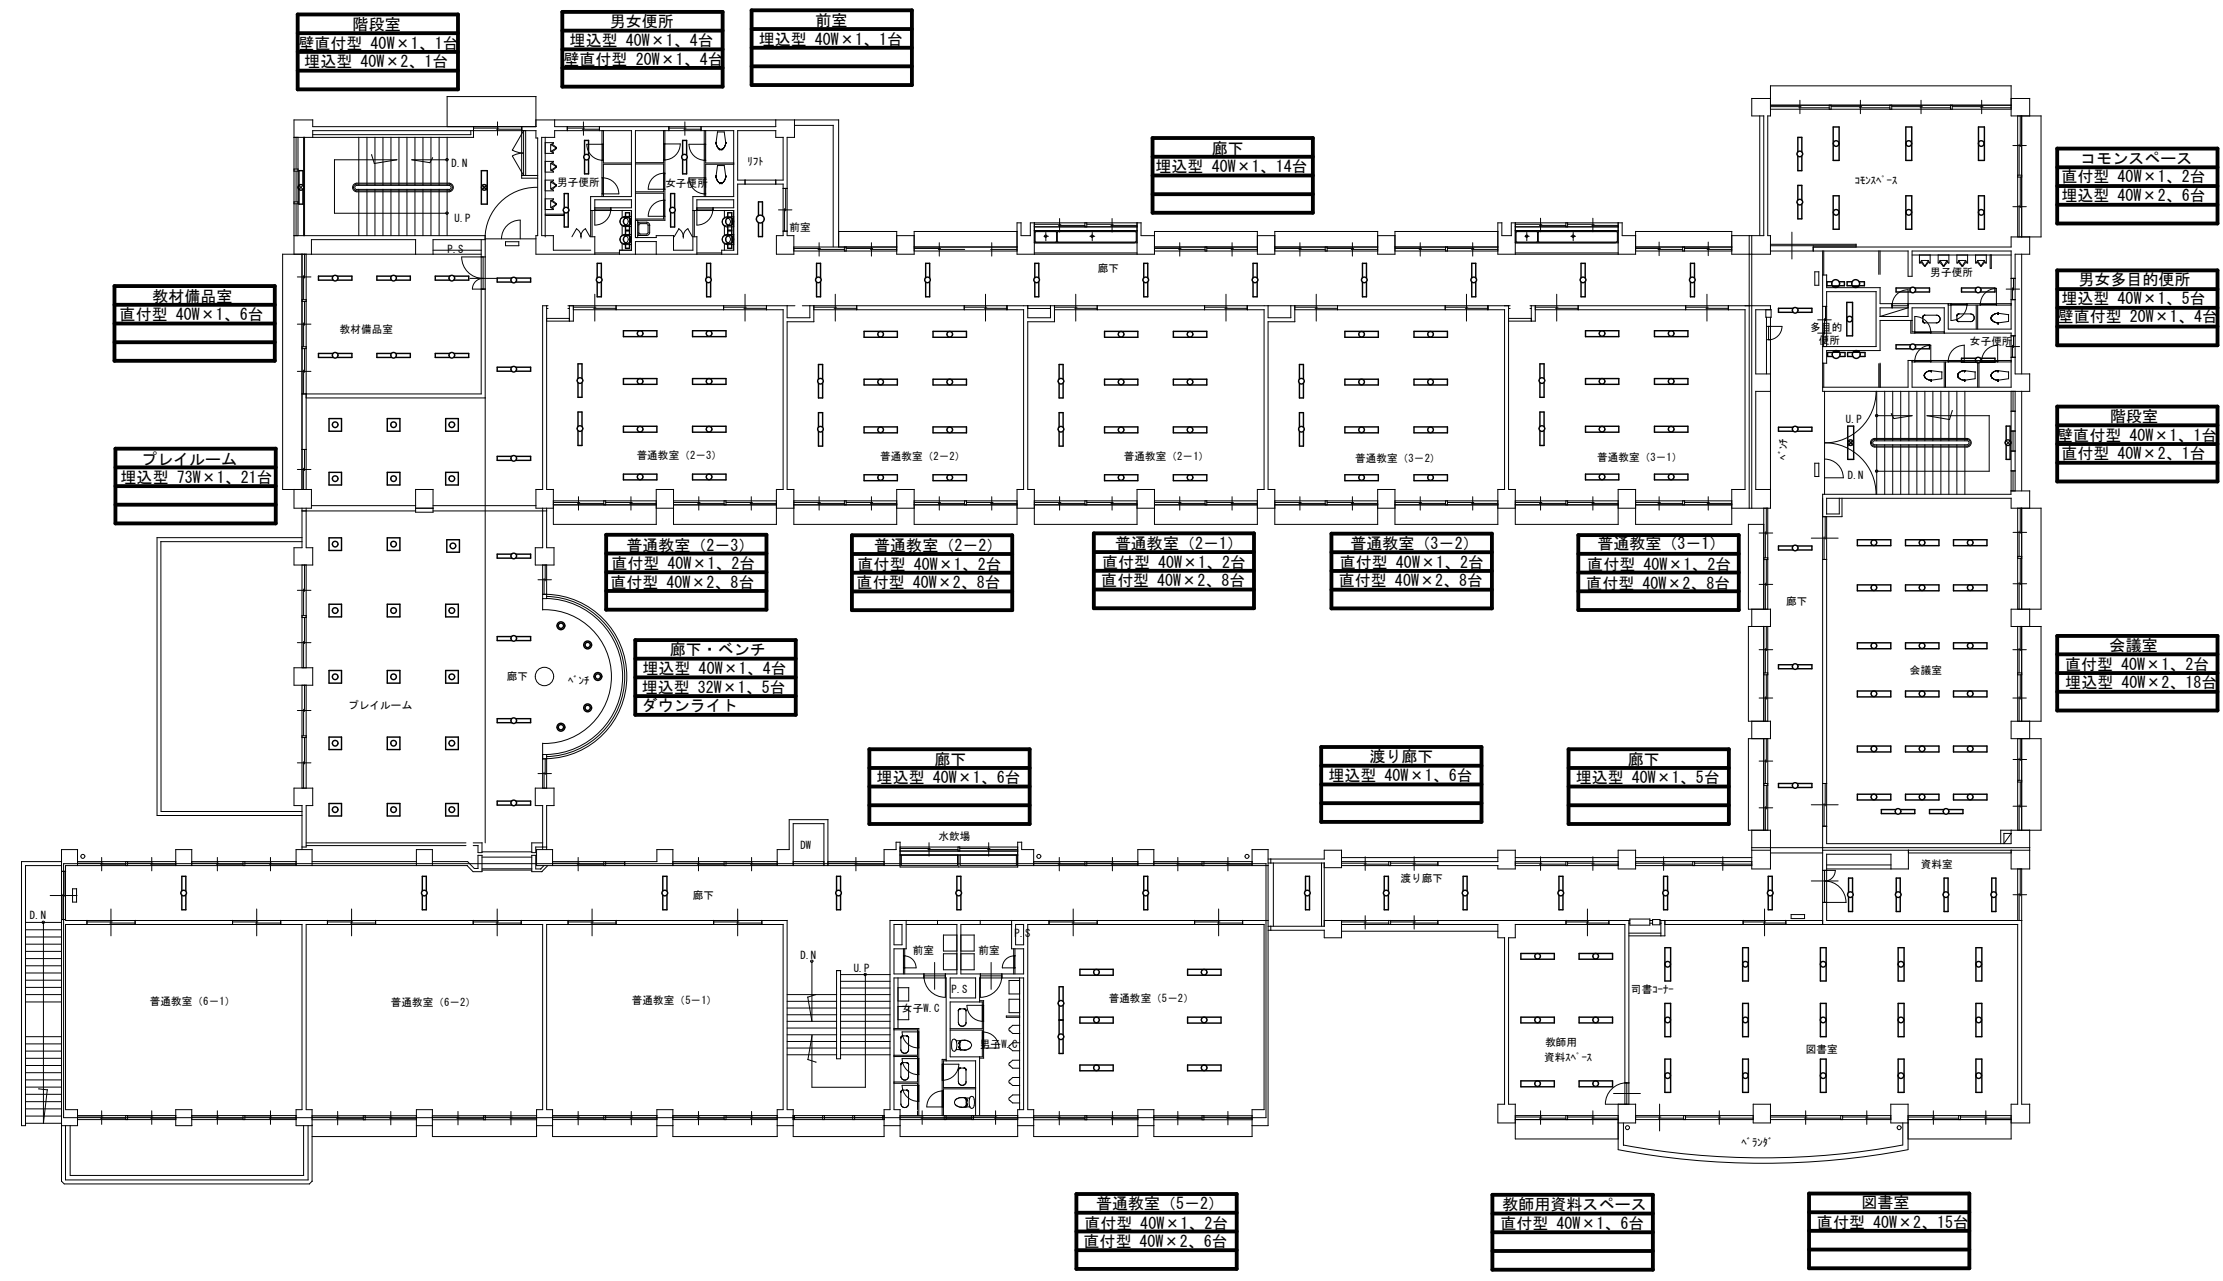 階段室
壁直付型 40W×1、1台
埋込型 40W×2、1台
男女便所
埋込型 40W×1、4台
壁直付型 20W×1、4台
前室
埋込型 40W×1、1台
廊下
埋込型 40W×1、14台
コモンスペース
直付型 40W×1、2台
埋込型 40W×2、6台
D.N
U.P
男子便所
女子便所
リフト
前室
コモンスペース
P.S
廊下
男子便所
多目的
便所
女子便所
男女多目的便所
埋込型 40W×1、5台
壁直付型 20W×1、4台
教材備品室
直付型 40W×1、6台
教材備品室
階段室
壁直付型 40W×1、1台
直付型 40W×2、1台
U.P
D.N
ベンチ
プレイルーム
埋込型 73W×1、21台
普通教室(2-3)
普通教室(2-2)
普通教室(2-1)
普通教室(3-2)
普通教室(3-1)
普通教室(2-3)
直付型 40W×1、2台
直付型 40W×2、8台
普通教室(2-2)
直付型 40W×1、2台
直付型 40W×2、8台
普通教室(2-1)
直付型 40W×1、2台
直付型 40W×2、8台
普通教室(3-2)
直付型 40W×1、2台
直付型 40W×2、8台
普通教室(3-1)
直付型 40W×1、2台
直付型 40W×2、8台
廊下
会議室
会議室
直付型 40W×1、2台
埋込型 40W×2、18台
廊下・ベンチ
埋込型 40W×1、4台
埋込型 32W×1、5台
ダウンライト
廊下
ベンチ
プレイルーム
廊下
埋込型 40W×1、6台
渡り廊下
埋込型 40W×1、6台
廊下
埋込型 40W×1、5台
水飲場
DW
廊下
渡り廊下
資料室
D.N
D.N
U.P
前室
前室
P.S
P.S
女子W.C
男子W.C
普通教室(6-1)
普通教室(6-2)
普通教室(5-1)
普通教室(5-2)
司書コーナー
教師用
資料スペース
図書室
ベランダ
普通教室(5-2)
直付型 40W×1、2台
直付型 40W×2、6台
教師用資料スペース
直付型 40W×1、6台
図書室
直付型 40W×2、15台